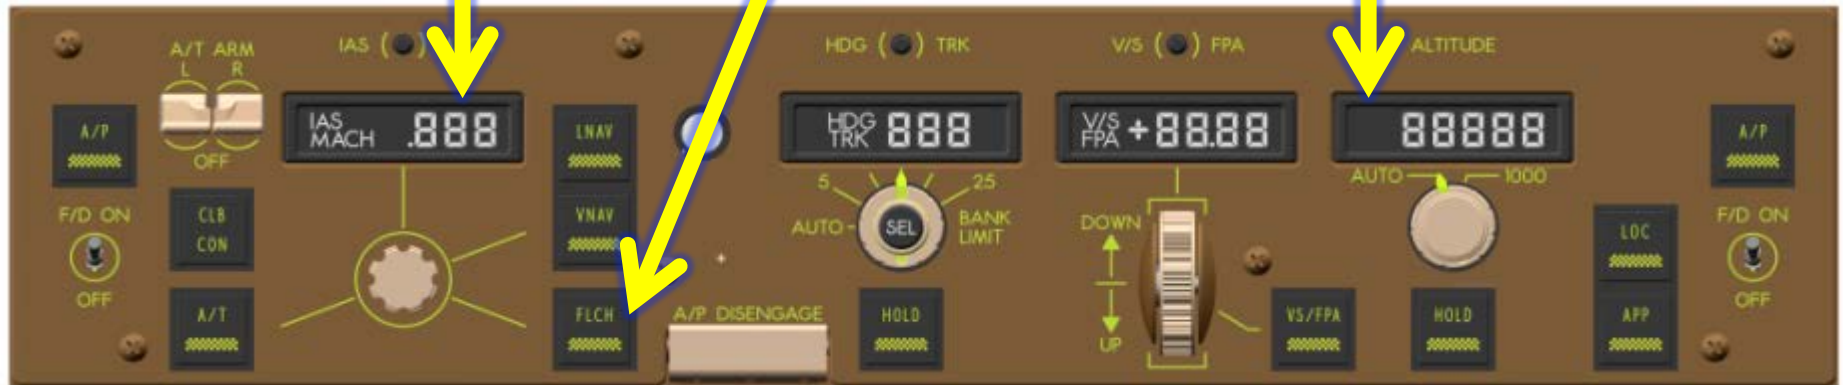 IAS HDG TRK V/S FPA ALTITUDE
A/T ARM
L R
OFF
A/P
F/D ON
OFF
CLB
CON
A/T
IAS
MACH .888
LNAV
VNAV
FLCH
A/P DISENGAGE
HDG
TRK 888
5 25
AUTO
SEL
BANK
LIMIT
HOLD
V/S
FPA +88.88
DOWN
UP
VS/FPA
88888
AUTO 1000
HOLD
LOC
APP
A/P
F/D ON
OFF